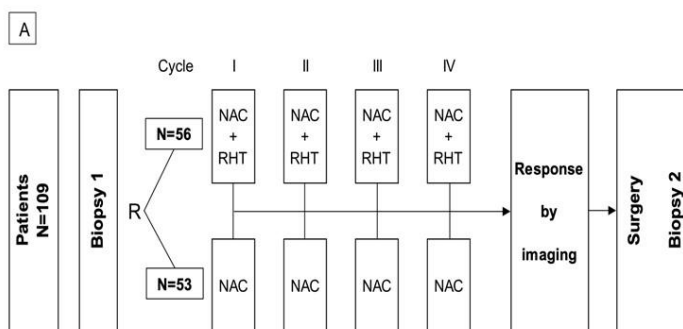 A
Cycle I II III IV
Patients
N=109
Biopsy 1
R
N=56
N=53
NAC
+
RHT
NAC
+
RHT
NAC
+
RHT
NAC
+
RHT
NAC
NAC
NAC
NAC
Response
by
imaging
Surgery
Biopsy 2